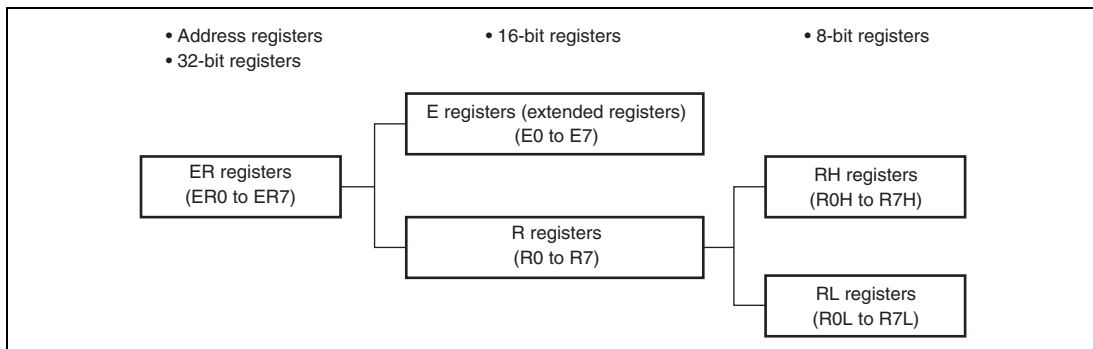 • Address registers
• 32-bit registers
• 16-bit registers
• 8-bit registers
E registers (extended registers)
(E0 to E7)
ER registers
(ER0 to ER7)
RH registers
(R0H to R7H)
R registers
(R0 to R7)
RL registers
(R0L to R7L)